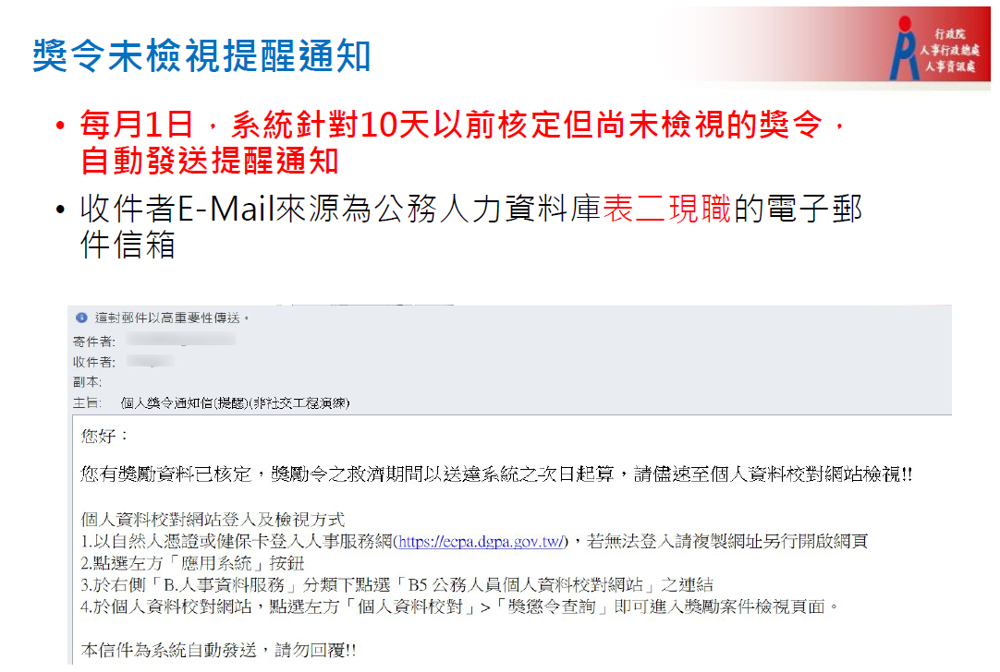 獎令未檢視提醒通知
行政院
人事行政總處
人事資訊處
• 每月1日，系統針對10天以前核定但尚未檢視的獎令，
自動發送提醒通知
• 收件者E-Mail來源為公務人力資料庫表二現職的電子郵
件信箱
這封郵件以高重要性傳送。
寄件者:
收件者:
副本:
主旨: 個人獎令通知信(提醒)(非社交工程演練)
您好：
您有獎勵資料已核定，獎勵令之救濟期間以送達系統之次日起算，請儘速至個人資料校對網站檢視!!
個人資料校對網站登入及檢視方式
1.以自然人憑證或健保卡登入人事服務網(https://ecpa.dgpa.gov.tw/)，若無法登入請複製網址另行開啟網頁
2.點選左方「應用系統」按鈕
3.於右側「B.人事資料服務」分類下點選「B5 公務人員個人資料校對網站」之連結
4.於個人資料校對網站，點選左方「個人資料校對」>「獎懲令查詢」即可進入獎勵案件檢視頁面。
本信件為系統自動發送，請勿回覆!!